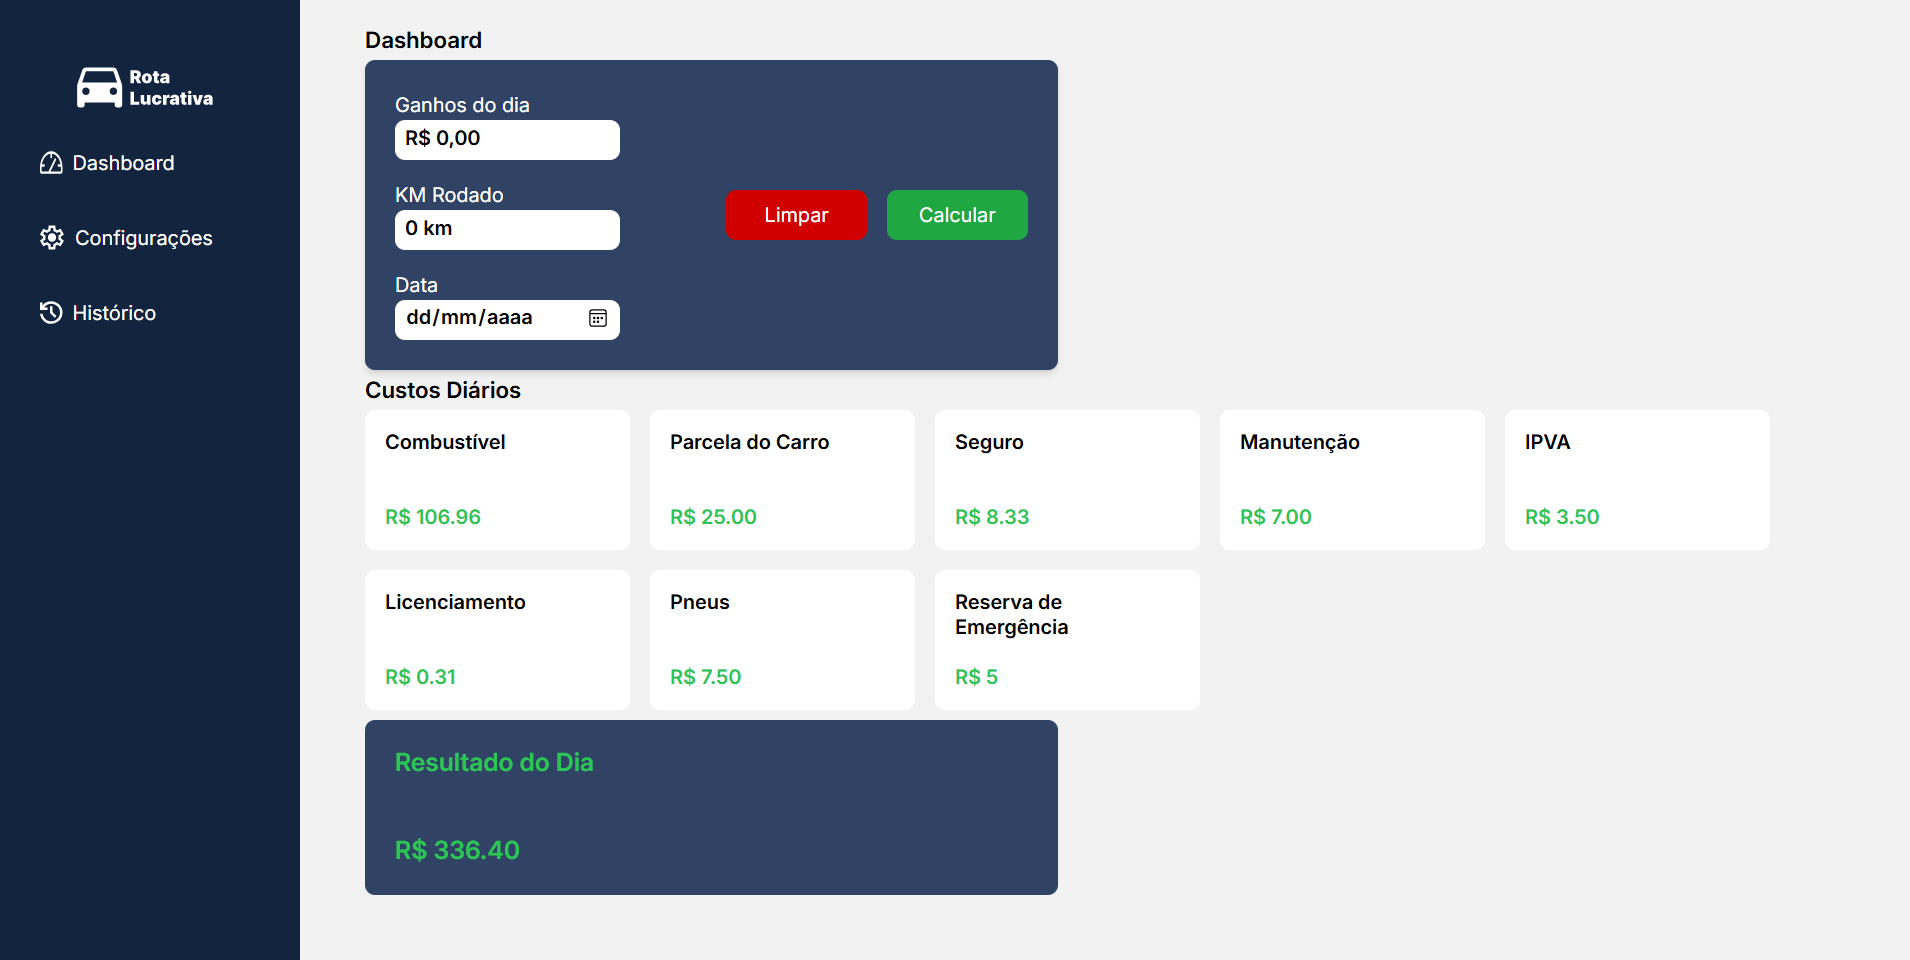 Rota
Lucrativa
Dashboard
Configurações
Histórico
Dashboard
Ganhos do dia
R$ 0,00
KM Rodado
0 km
Limpar
Calcular
Data
dd/mm/aaaa
Custos Diários
Combustível
R$ 106.96
Parcela do Carro
R$ 25.00
Seguro
R$ 8.33
Manutenção
R$ 7.00
IPVA
R$ 3.50
Licenciamento
R$ 0.31
Pneus
R$ 7.50
Reserva de
Emergência
R$ 5
Resultado do Dia
R$ 336.40